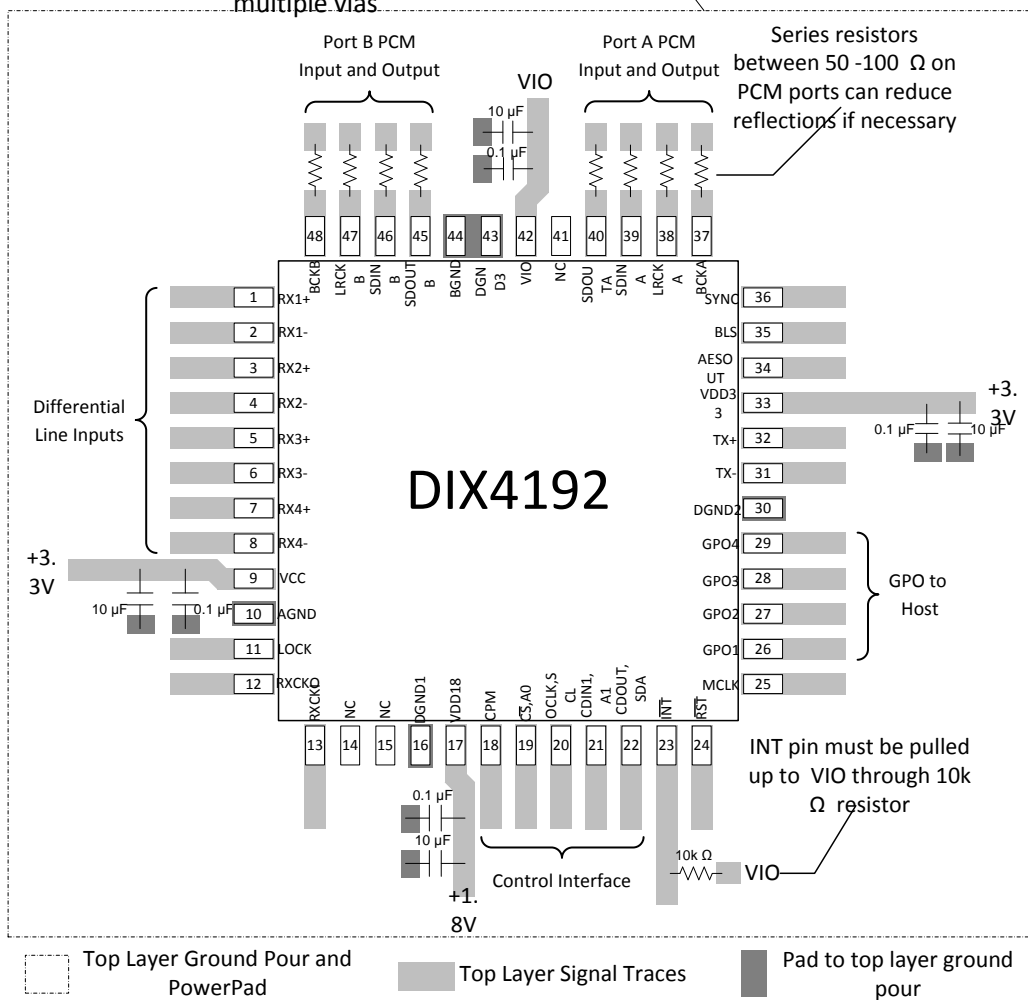 multiple vias
Port B PCM
Input and Output
VIO
10 µF
0.1 µF
Port A PCM
Input and Output
Series resistors
between 50 -100 Ω on
PCM ports can reduce
reflections if necessary
48
47
46
45
44
43
42
41
40
39
38
37
BCKB
LRCK
B
SDIN
B
SDOUT
B
BGND
DGN
D3
VIO
NC
SDOU
TA
SDIN
A
LRCK
A
BCKA
Differential
Line Inputs
1 RX1+
2 RX1-
3 RX2+
4 RX2-
5 RX3+
6 RX3-
7 RX4+
8 RX4-
9 VCC
10 AGND
11 LOCK
12 RXCKO
+3.
3V
10 µF
0.1 µF
DIX4192
SYNC 36
BLS 35
AESO
UT
34
VDD3
3
33
TX+ 32
TX- 31
DGND2 30
GPO4 29
GPO3 28
GPO2 27
GPO1 26
MCLK 25
+3.
3V
0.1 µF
10 µF
GPO to
Host
RXCKI
NC
NC
DGND1
VDD18
CPM
CS,A0
OCLK,S
CL
CDIN1,
A1
CDOUT,
SDA
INT
RST
13
14
15
16
17
18
19
20
21
22
23
24
0.1 µF
10 µF
+1.
8V
Control Interface
10k Ω
VIO
INT pin must be pulled
up to VIO through 10k
Ω resistor
Top Layer Ground Pour and
PowerPad
Top Layer Signal Traces
Pad to top layer ground
pour